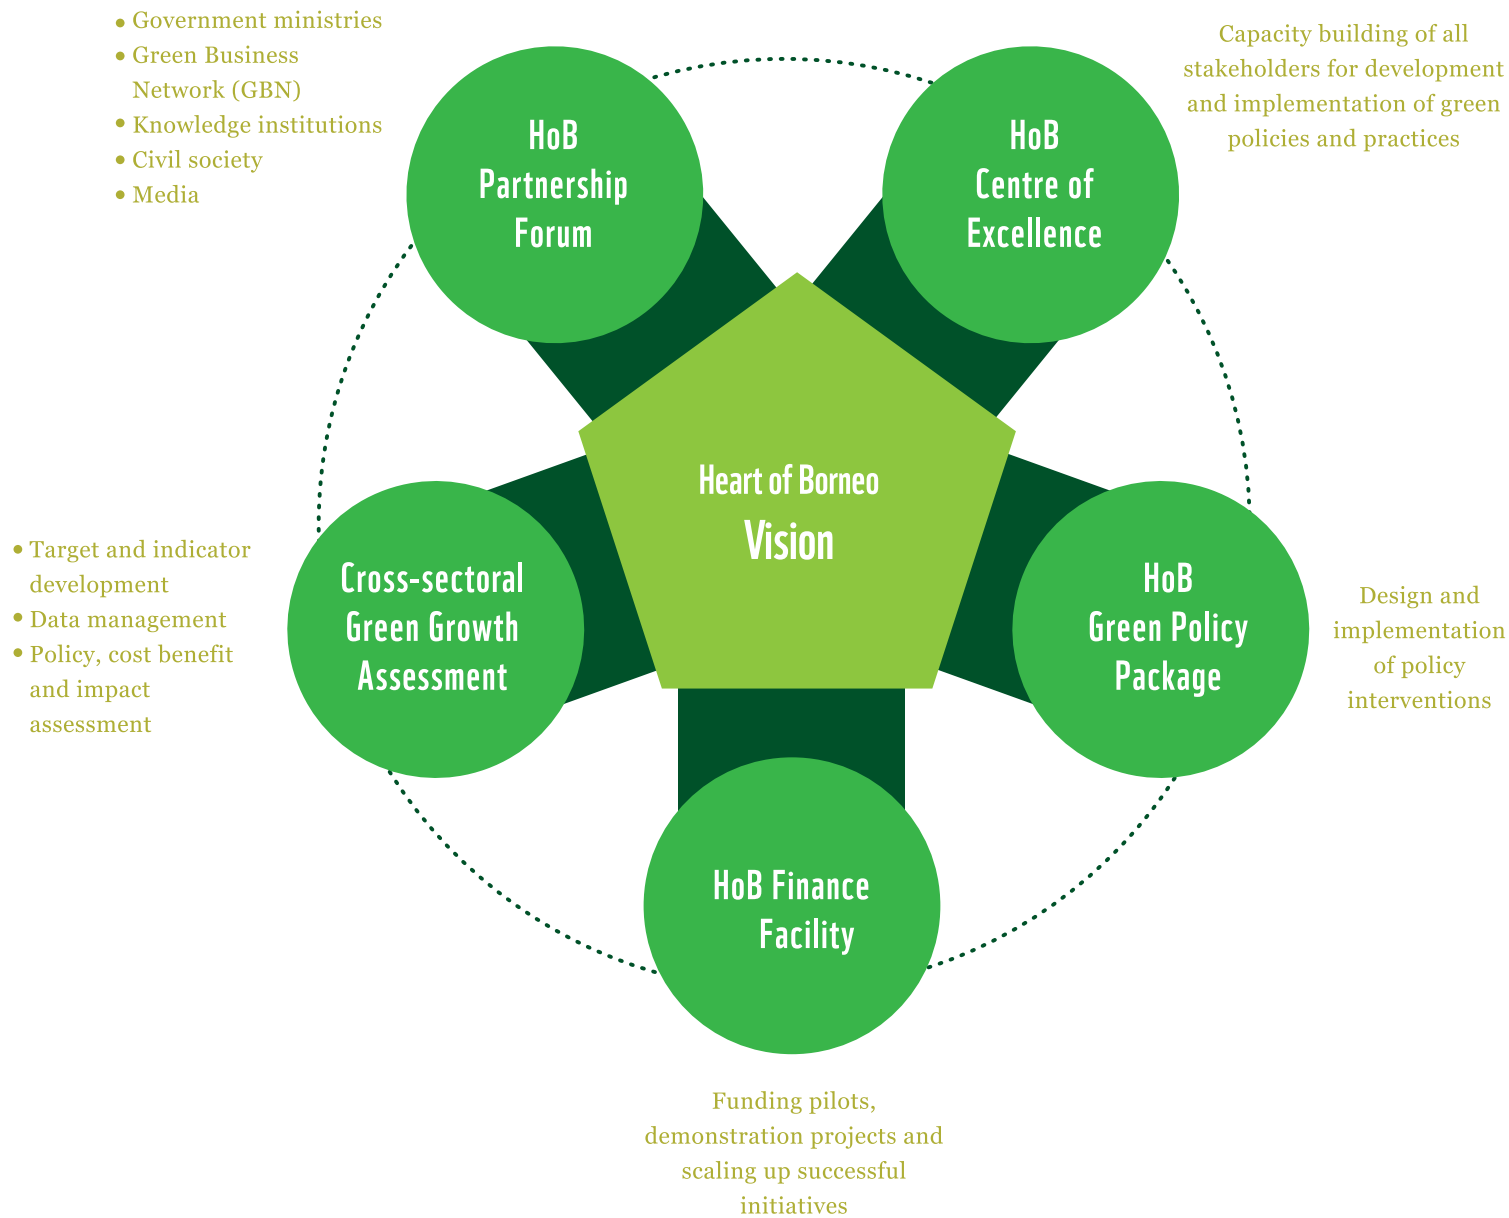 • Government ministries
• Green Business
Network (GBN)
• Knowledge institutions
• Civil society
• Media
HoB
Partnership
Forum
HoB
Centre of
Excellence
Capacity building of all
stakeholders for development
and implementation of green
policies and practices
Heart of Borneo
Vision
• Target and indicator
development
• Data management
• Policy, cost benefit
and impact
assessment
Cross-sectoral
Green Growth
Assessment
HoB
Green Policy
Package
Design and
implementation
of policy
interventions
HoB Finance
Facility
Funding pilots,
demonstration projects and
scaling up successful
initiatives